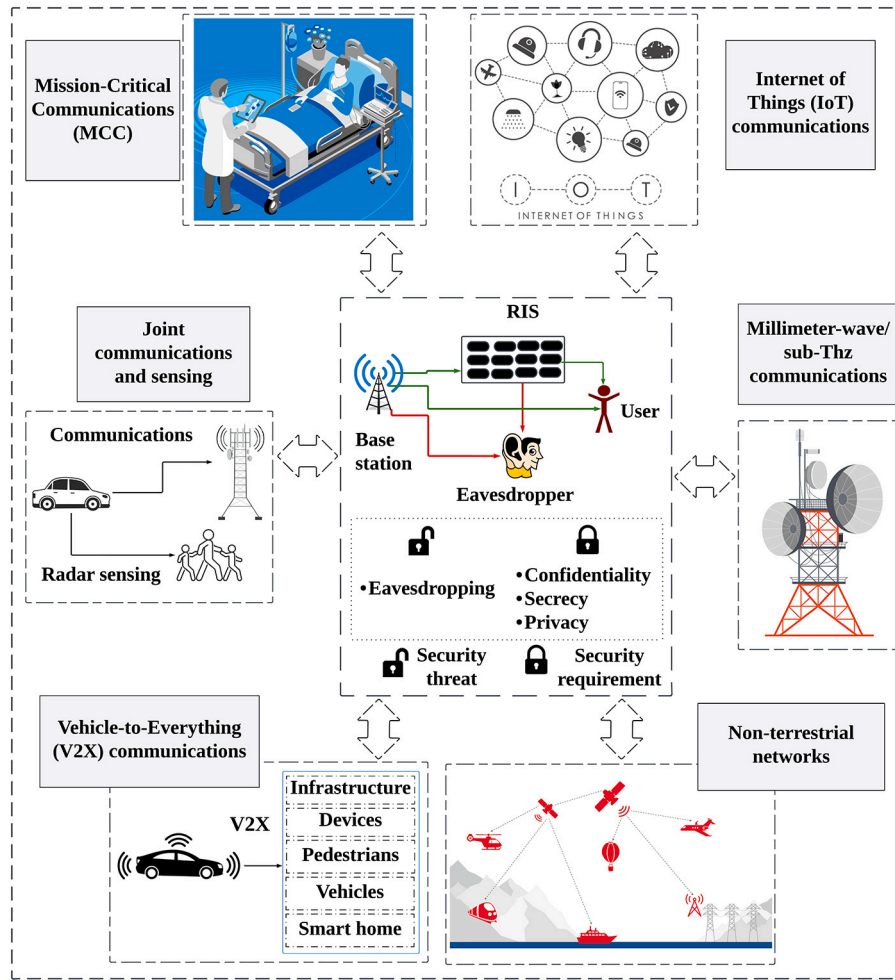 Mission-Critical
Communications
(MCC)
Internet of
Things (IoT)
communications
I O T
INTERNET OF THINGS
Joint
communications
and sensing
Communications
Radar sensing
RIS
Base
station
User
Eavesdropper
•Eavesdropping
•Confidentiality
•Secrecy
•Privacy
Security
threat
Security
requirement
Millimeter-wave/
sub-Thz
communications
Vehicle-to-Everything
(V2X) communications
V2X
Infrastructure
Devices
Pedestrians
Vehicles
Smart home
Non-terrestrial
networks